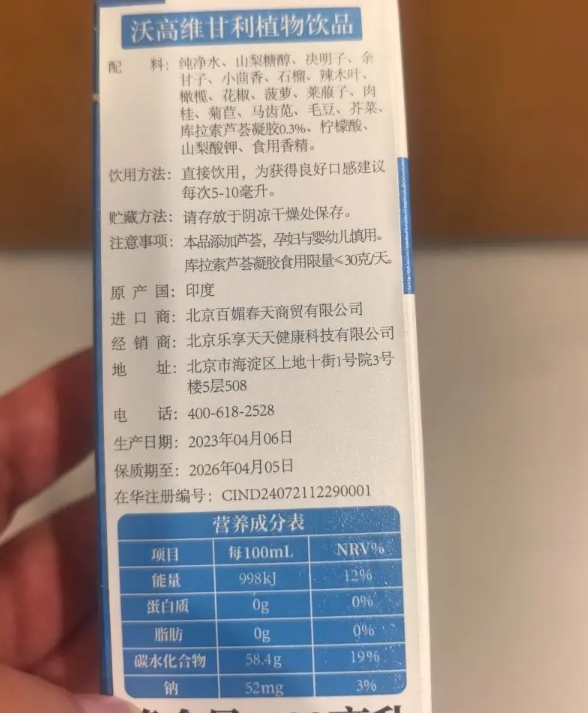 沃高维甘利植物饮品
配 料：纯净水、山梨糖醇、决明子、余
甘子、小茴香、石榴、辣木叶、
橄榄、花椒、菠萝、莱菔子、肉
桂、菊苣、马齿苋、毛豆、芥菜、
库拉索芦荟凝胶0.3%、柠檬酸、
山梨酸钾、食用香精。
饮用方法：直接饮用，为获得良好口感建议
每次5-10毫升。
贮藏方法：请存放于阴凉干燥处保存。
注意事项：本品添加芦荟，孕妇与婴幼儿慎用。
库拉索芦荟凝胶食用限量≤30克/天。
原 产 国：印度
进 口 商：北京百媚春天商贸有限公司
经 销 商：北京乐享天天健康科技有限公司
地 址：北京市海淀区上地十街1号院3号
楼5层508
电 话：400-618-2528
生产日期：2023年04月06日
保质期至：2026年04月05日
在华注册编号：CIND24072112290001
营养成分表
项目 每100mL NRV%
能量 998kJ 12%
蛋白质 0g 0%
脂肪 0g 0%
碳水化合物 58.4g 19%
钠 52mg 3%